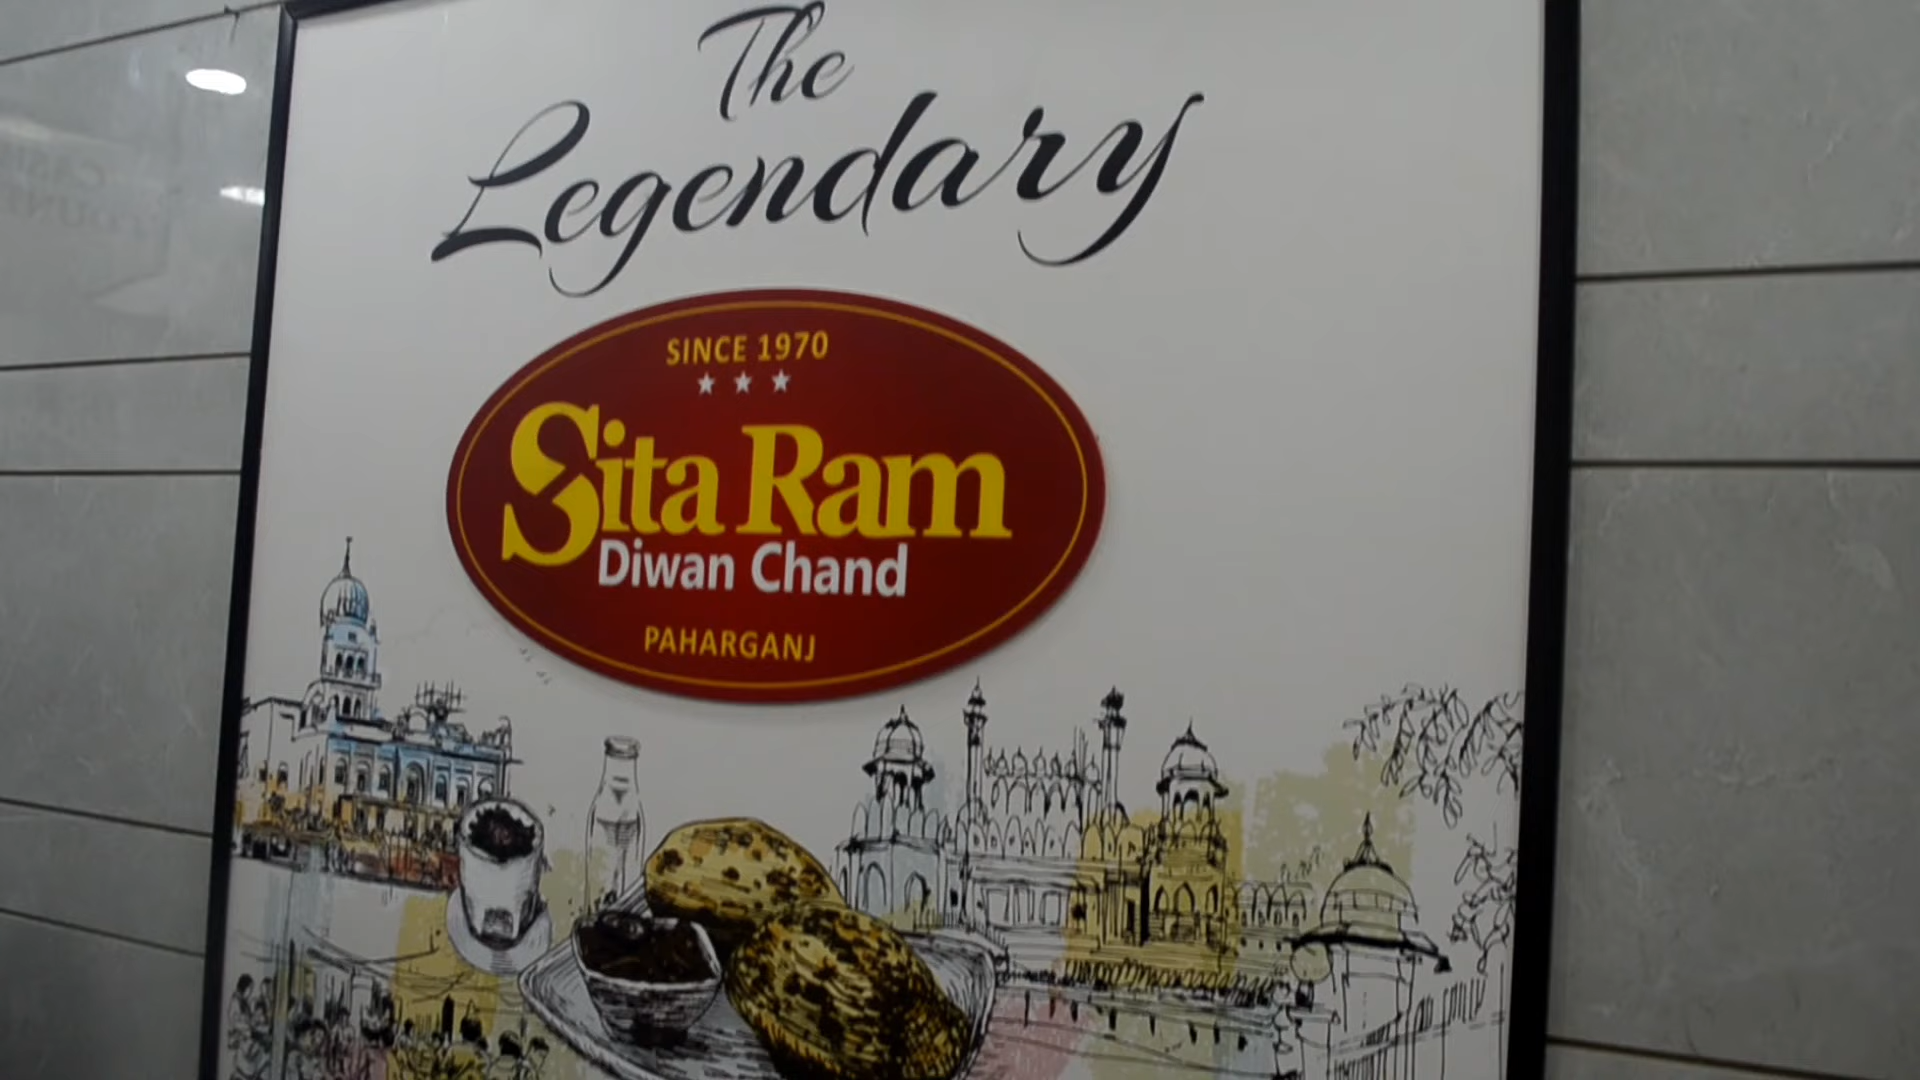 The
Legendary
SINCE 1970
Sita Ram
Diwan Chand
PAHARGANJ